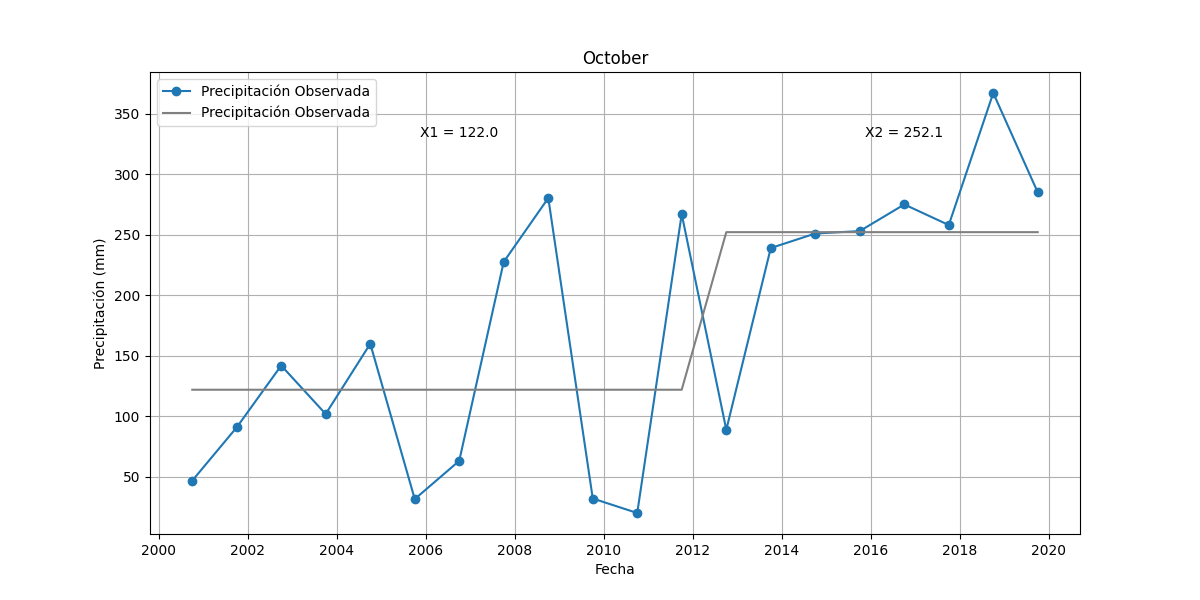 October
Precipitación Observada
Precipitación Observada
X1 = 122.0
X2 = 252.1
Precipitación (mm)
350
300
250
200
150
100
50
2000 2002 2004 2006 2008 2010 2012 2014 2016 2018 2020
Fecha